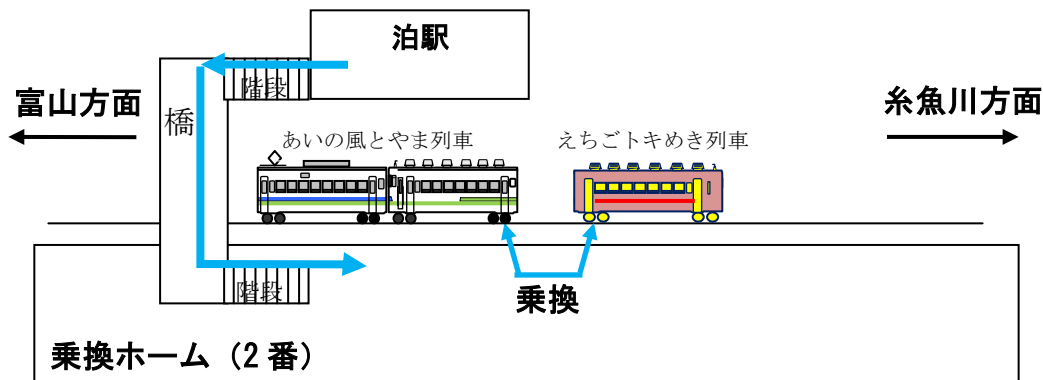 泊駅
階段
富山方面
橋
糸魚川方面
あいの風とやま列車
えちごトキめき列車
階段
乗換
乗換ホーム（2番）